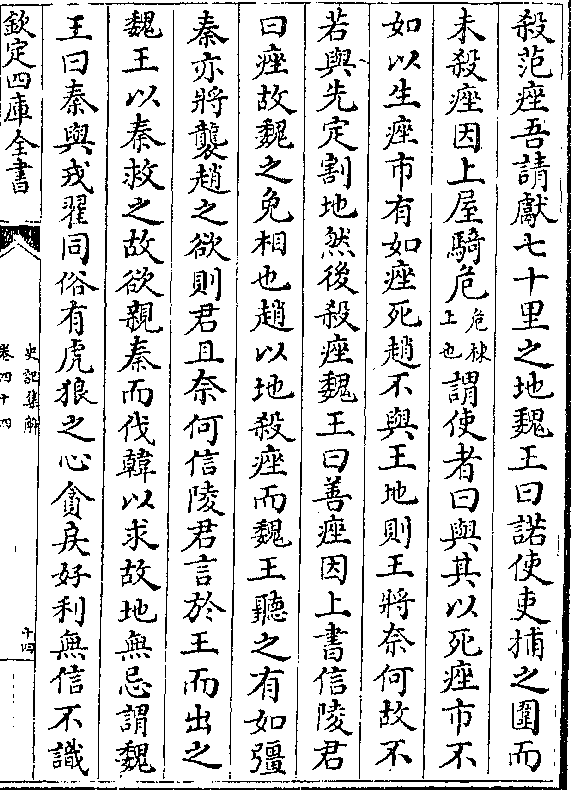 殺范痤吾請獻七十里之地魏王曰諾使吏捕之圍而
未殺痤因上屋騎危危棟上也謂使者曰與其以死痤市不
如以生痤市有如痤死趙不與王地則王將奈何故不
若與先定割地然後殺痤魏王曰善痤因上書信陵君
曰痤故魏之免相也趙以地殺痤而魏王聽之有如彊
秦亦將襲趙之欲則君且奈何信陵君言於王而出之
魏王以秦救之故欲親秦而伐韓以求故地無忌謂魏
王曰秦與戎翟同俗有虎狼之心貪戾好利無信不識
欽定四庫全書
史記集解
卷四十四
十四